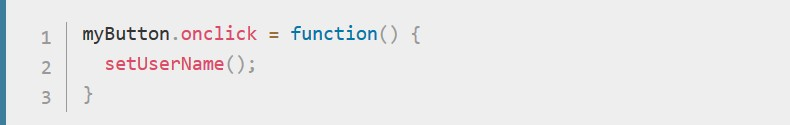 1 myButton.onclick = function() {
2   setUserName();
3 }